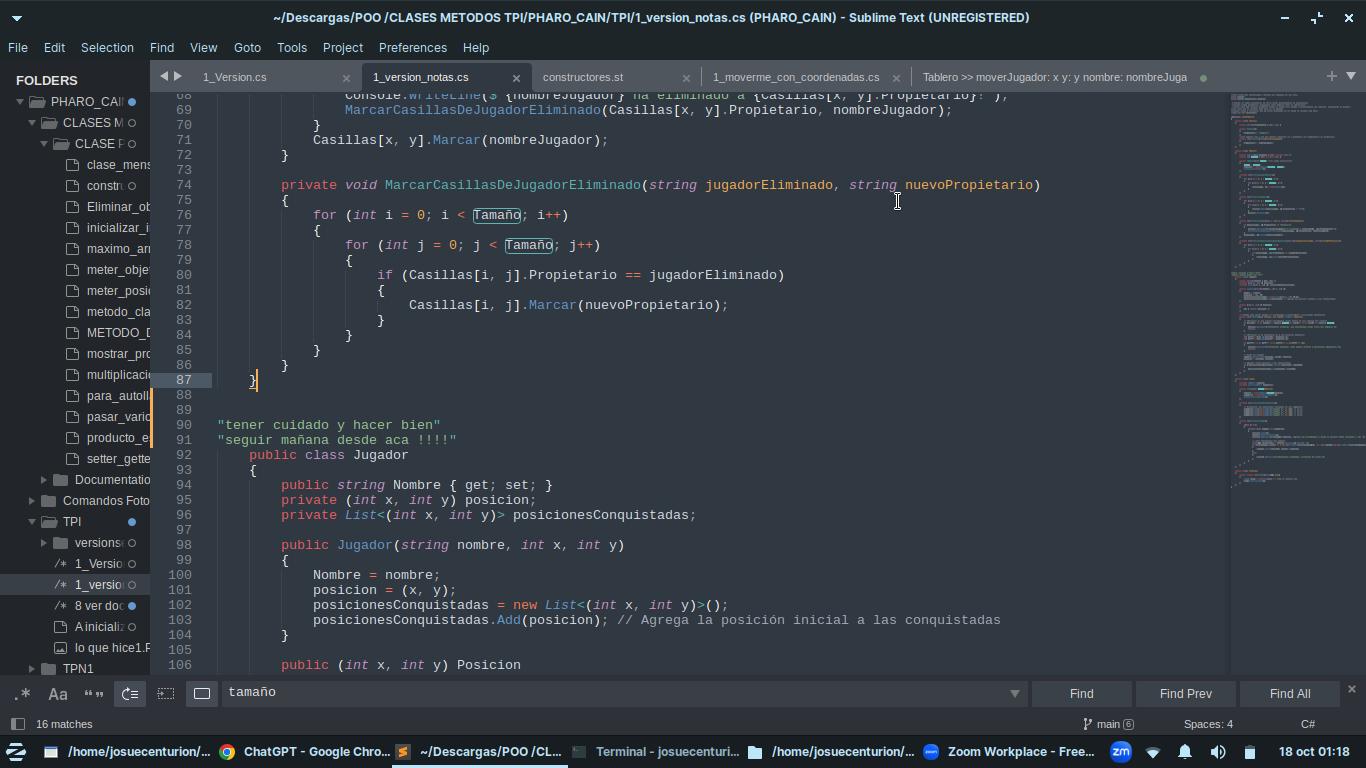 ~/Descargas/POO /CLASES METODOS TPI/PHARO_CAIN/TPI/1_version_notas.cs (PHARO_CAIN) - Sublime Text (UNREGISTERED)
File Edit Selection Find View Goto Tools Project Preferences Help
FOLDERS
PHARO_CAI
CLASES M
CLASE P
clase_mens
constru
Eliminar_ob
inicializar_i
maximo_arr
meter_obje
meter_posi
metodo_cla
METODO_D
mostrar_pro
multiplicaci
para_autoll
pasar_vario
producto_e
setter_gette
Documentatio
Comandos Foto
TPI
versions
/* 1_Versio
/* 1_versio
/* 8 ver doc
A iniciali
lo que hice1.P
TPN1
1_Version.cs
1_version_notas.cs
constructores.st
1_moverme_con_coordenadas.cs
Tablero >> moverJugador: x y: y nombre: nombreJuga
68 Console.WriteLine($"{nombreJugador} ha eliminado a {Casillas[x, y].Propietario}!");
69 MarcarCasillasDeJugadorEliminado(Casillas[x, y].Propietario, nombreJugador);
70 }
71 Casillas[x, y].Marcar(nombreJugador);
72 }
73
74 private void MarcarCasillasDeJugadorEliminado(string jugadorEliminado, string nuevoPropietario)
75 {
76 for (int i = 0; i < Tamaño; i++)
77 {
78 for (int j = 0; j < Tamaño; j++)
79 {
80 if (Casillas[i, j].Propietario == jugadorEliminado)
81 {
82 Casillas[i, j].Marcar(nuevoPropietario);
83 }
84 }
85 }
86 }
87 }
88
89
90 "tener cuidado y hacer bien"
91 "seguir mañana desde aca !!!!"
92 public class Jugador
93 {
94 public string Nombre { get; set; }
95 private (int x, int y) posicion;
96 private List<(int x, int y)> posicionesConquistadas;
97
98 public Jugador(string nombre, int x, int y)
99 {
100 Nombre = nombre;
101 posicion = (x, y);
102 posicionesConquistadas = new List<(int x, int y)>();
103 posicionesConquistadas.Add(posicion); // Agrega la posición inicial a las conquistadas
104 }
105
106 public (int x, int y) Posicion
.* Aa “” tamaño Find Find Prev Find All
16 matches main 6 Spaces: 4 C#
/home/josuecenturion/... ChatGPT - Google Chro... ~/Descargas/POO /CL... Terminal - josuecenturi... /home/josuecenturion/... zoom Zoom Workplace - Free... zm 18 oct 01:18